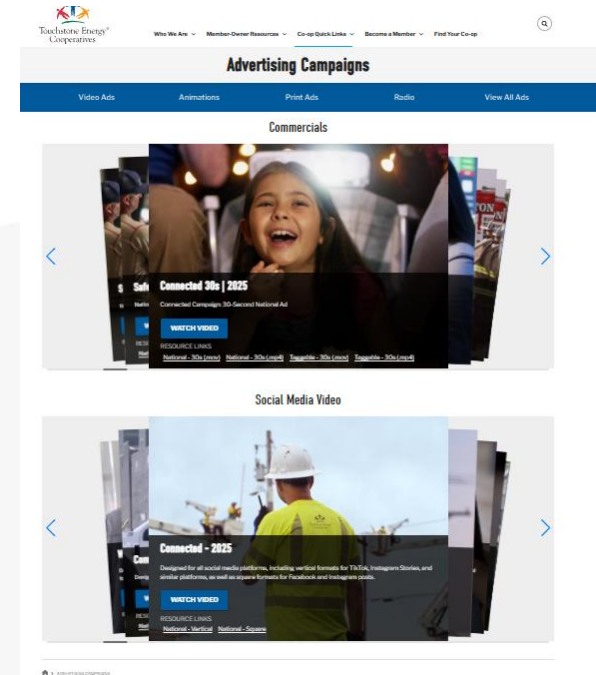 Touchstone Energy®
Cooperatives
Who We Are
Member-Owner Resources
Co-op Quick Links
Become a Member
Find Your Co-op
Advertising Campaigns
Video Ads
Animations
Print Ads
Radio
View All Ads
Commercials
Connected 30s | 2025
Connected Campaign: 30-Second National Ad
WATCH VIDEO
RESOURCE LINKS
National - 30s (.mov) National - 30s (.mp4) Taggable - 30s (.mov) Taggable - 30s (.mp4)
Social Media Video
Connected - 2025
Designed for all social media platforms, including vertical formats for TikTok, Instagram Stories, and
similar platforms, as well as square formats for Facebook and Instagram posts.
WATCH VIDEO
RESOURCE LINKS
National - Vertical National - Square
ADVERTISING CAMPAIGNS